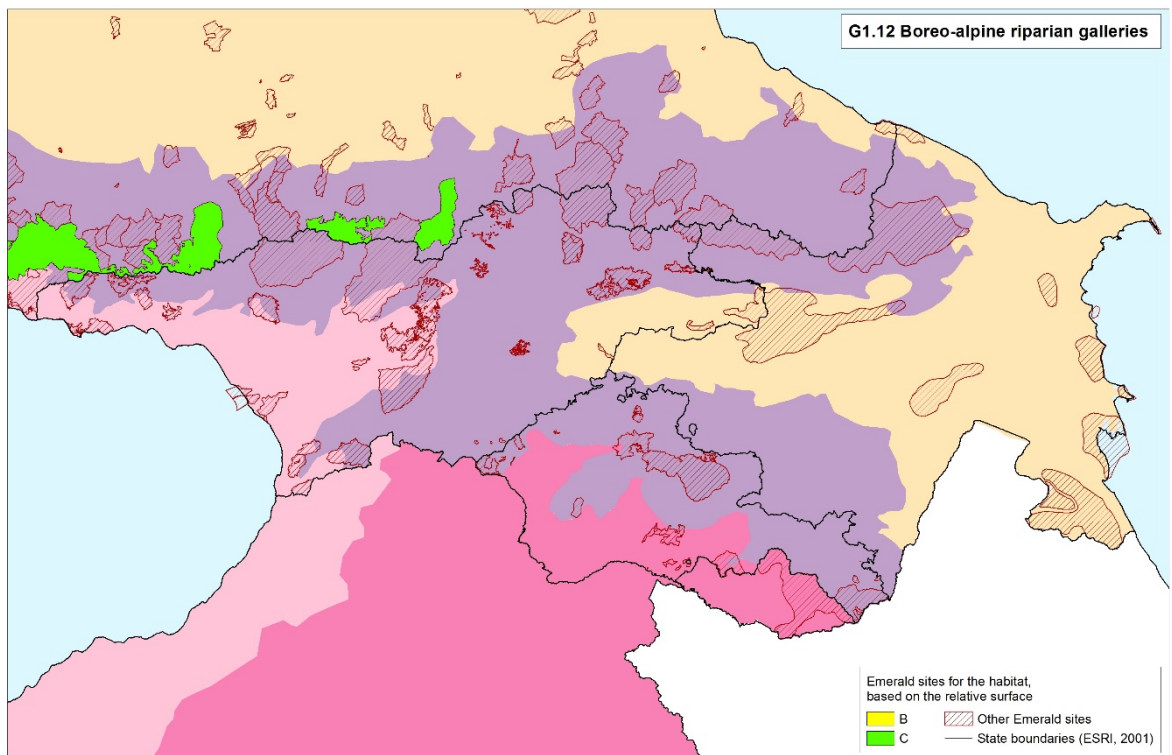 G1.12 Boreo-alpine riparian galleries
Emerald sites for the habitat,
based on the relative surface
B Other Emerald sites
C State boundaries (ESRI, 2001)